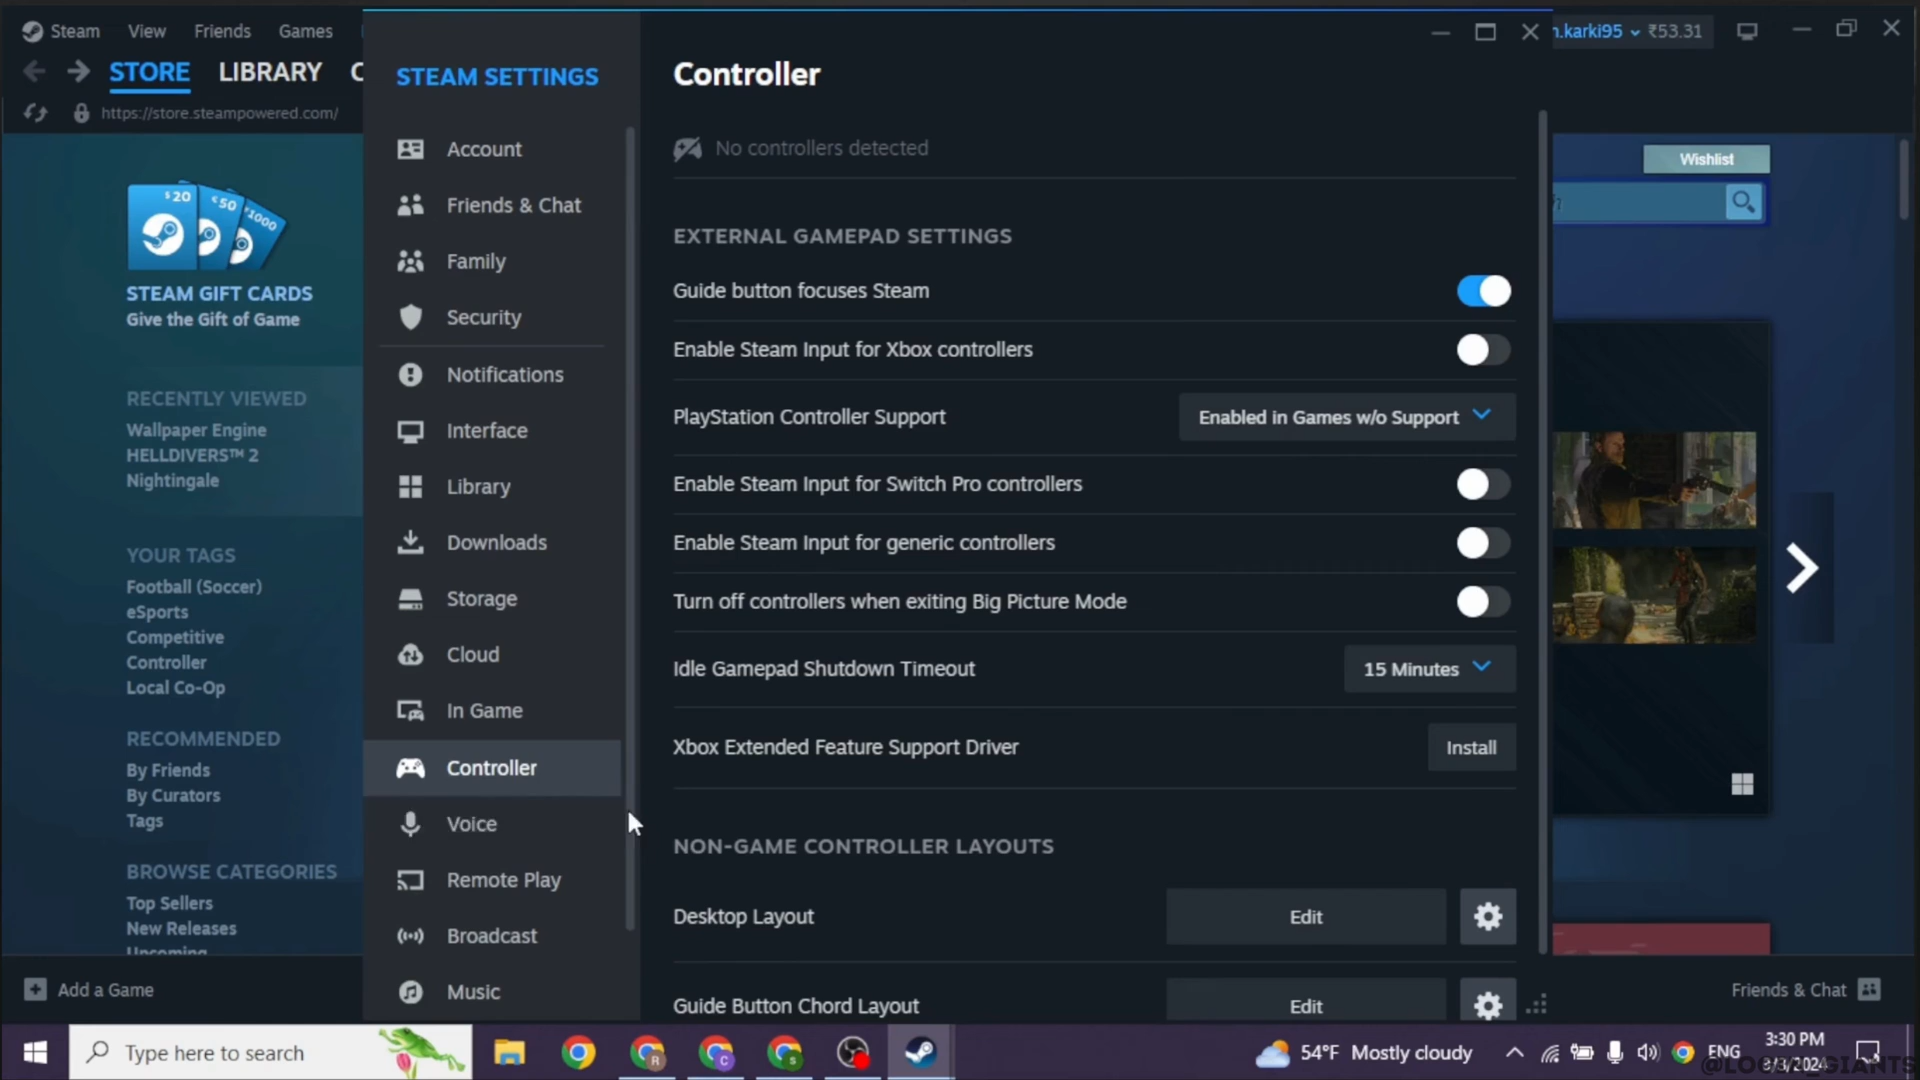 Steam View Friends Games
n.karki95 ₹53.31
STORE LIBRARY C
https://store.steampowered.com/
$20
€50
₹1000
STEAM GIFT CARDS
Give the Gift of Game
RECENTLY VIEWED
Wallpaper Engine
HELLDIVERS™ 2
Nightingale
YOUR TAGS
Football (Soccer)
eSports
Competitive
Controller
Local Co-Op
RECOMMENDED
By Friends
By Curators
Tags
BROWSE CATEGORIES
Top Sellers
New Releases
Upcoming
Add a Game
STEAM SETTINGS
Account
Friends & Chat
Family
Security
Notifications
Interface
Library
Downloads
Storage
Cloud
In Game
Controller
Voice
Remote Play
Broadcast
Music
Controller
No controllers detected
EXTERNAL GAMEPAD SETTINGS
Guide button focuses Steam
Enable Steam Input for Xbox controllers
PlayStation Controller Support Enabled in Games w/o Support
Enable Steam Input for Switch Pro controllers
Enable Steam Input for generic controllers
Turn off controllers when exiting Big Picture Mode
Idle Gamepad Shutdown Timeout 15 Minutes
Xbox Extended Feature Support Driver Install
NON-GAME CONTROLLER LAYOUTS
Desktop Layout Edit
Guide Button Chord Layout Edit
Wishlist
Friends & Chat
Type here to search
R
C
S
54°F Mostly cloudy
ENG
3:30 PM
3/3/2024